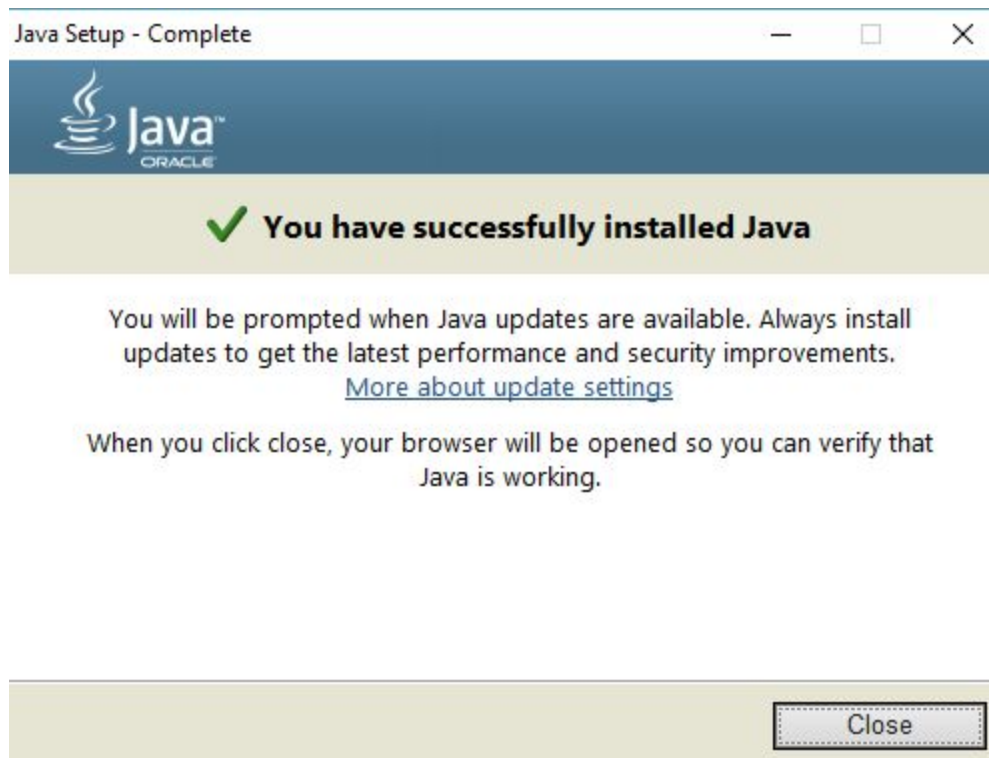 Java Setup - Complete
Java™
ORACLE
You have successfully installed Java
You will be prompted when Java updates are available. Always install
updates to get the latest performance and security improvements.
More about update settings
When you click close, your browser will be opened so you can verify that
Java is working.
Close